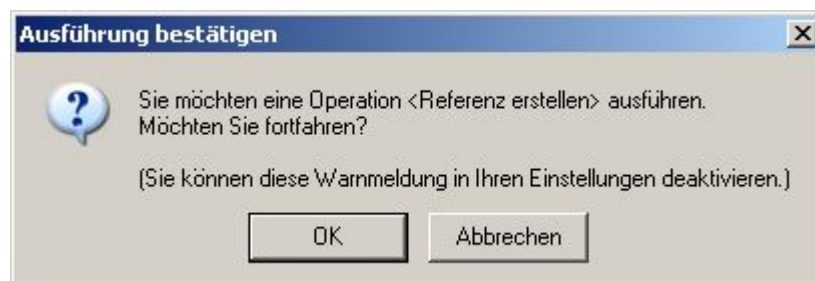 Ausführung bestätigen
Sie möchten eine Operation <Referenz erstellen> ausführen.
Möchten Sie fortfahren?
(Sie können diese Warnmeldung in Ihren Einstellungen deaktivieren.)
OK
Abbrechen